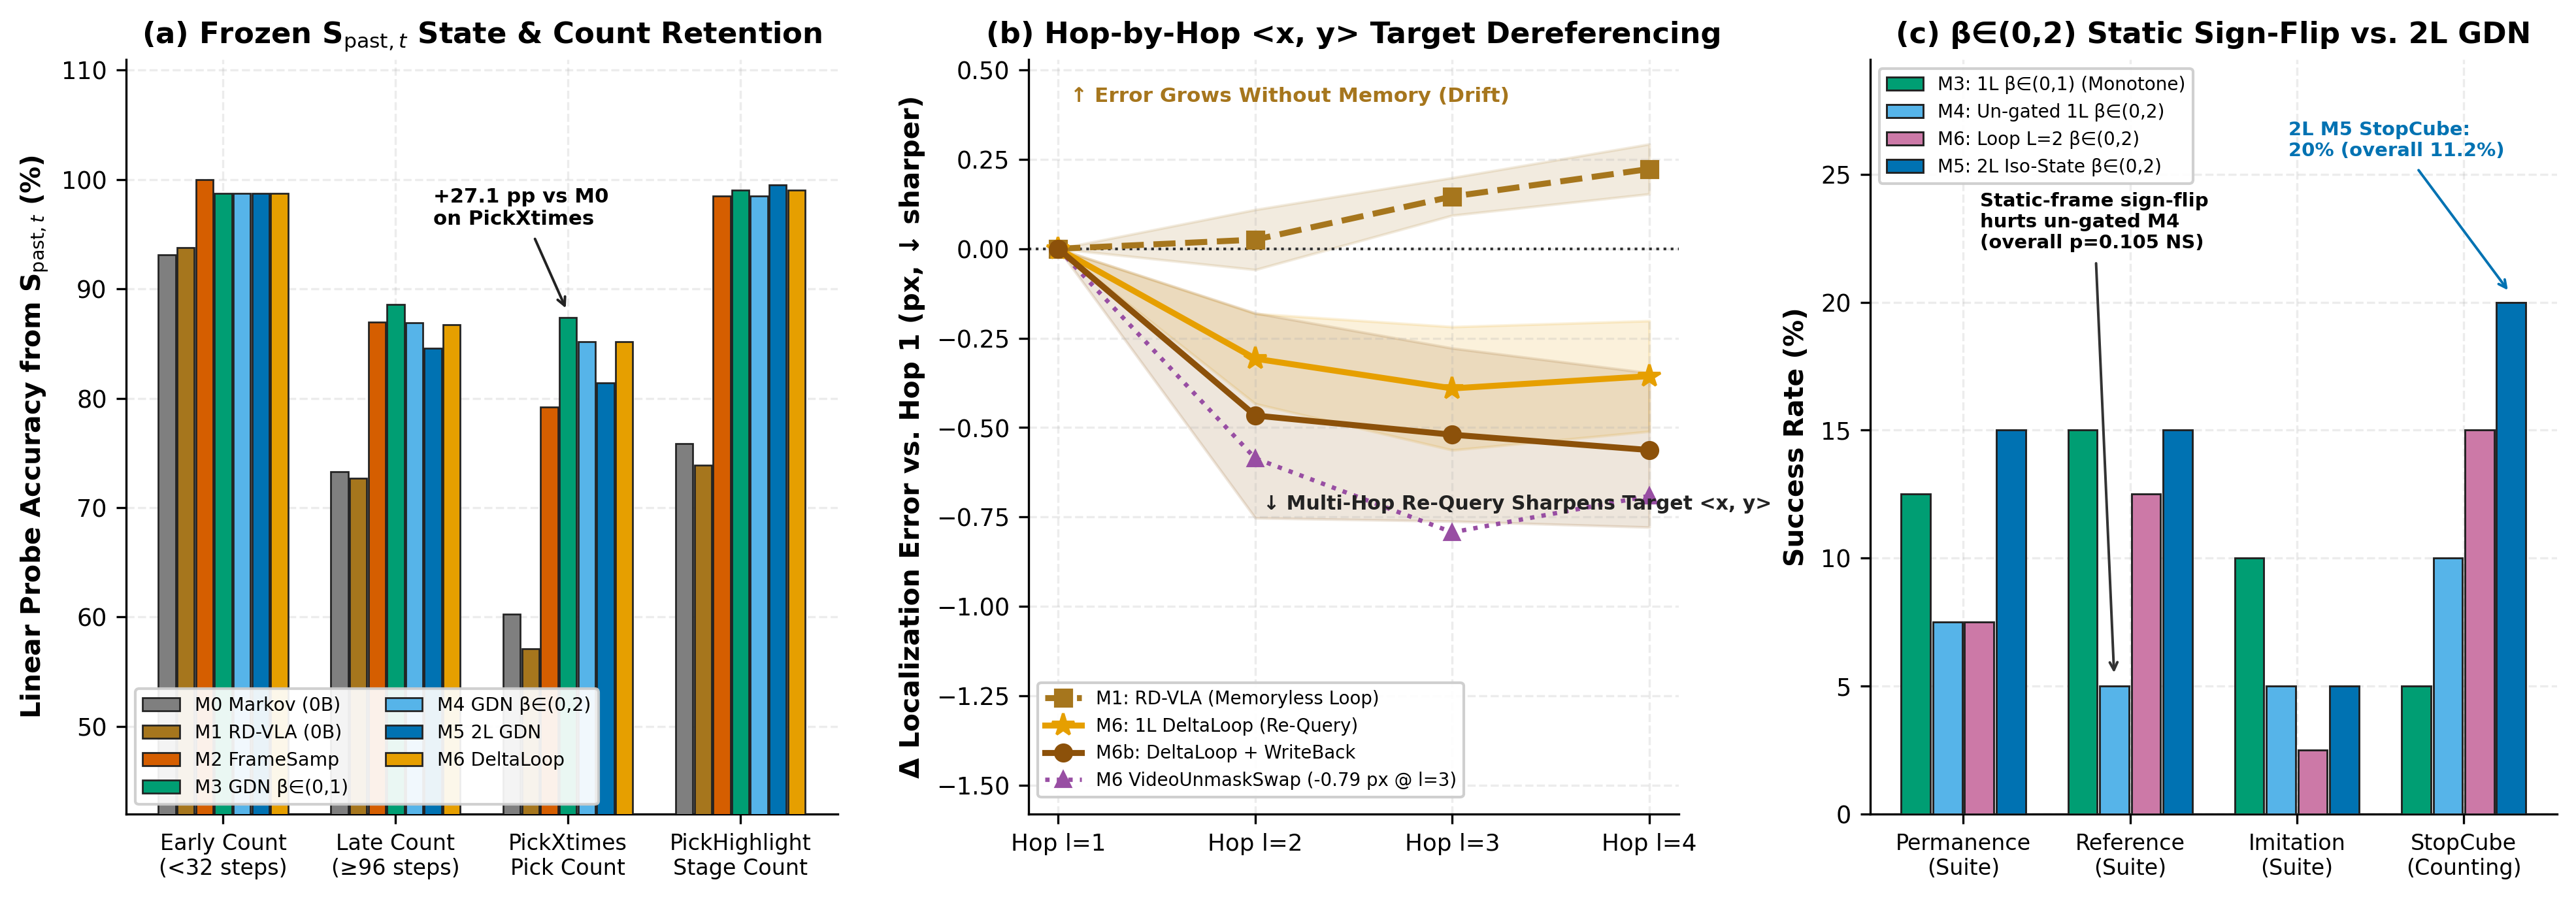 (a) Frozen S_past, t State & Count Retention
Linear Probe Accuracy from S_past, t (%)
110
100
90
80
70
60
50
+27.1 pp vs M0
on PickXtimes
M0 Markov (0B)
M1 RD-VLA (0B)
M2 FrameSamp
M3 GDN β∈(0,1)
M4 GDN β∈(0,2)
M5 2L GDN
M6 DeltaLoop
Early Count
(<32 steps)
Late Count
(≥96 steps)
PickXtimes
Pick Count
PickHighlight
Stage Count
(b) Hop-by-Hop <x, y> Target Dereferencing
Δ Localization Error vs. Hop 1 (px, ↓ sharper)
0.50
0.25
0.00
−0.25
−0.50
−0.75
−1.00
−1.25
−1.50
↑ Error Grows Without Memory (Drift)
↓ Multi-Hop Re-Query Sharpens Target <x, y>
M1: RD-VLA (Memoryless Loop)
M6: 1L DeltaLoop (Re-Query)
M6b: DeltaLoop + WriteBack
M6 VideoUnmaskSwap (-0.79 px @ l=3)
Hop l=1
Hop l=2
Hop l=3
Hop l=4
(c) β∈(0,2) Static Sign-Flip vs. 2L GDN
Success Rate (%)
25
20
15
10
5
0
M3: 1L β∈(0,1) (Monotone)
M4: Un-gated 1L β∈(0,2)
M6: Loop L=2 β∈(0,2)
M5: 2L Iso-State β∈(0,2)
2L M5 StopCube:
20% (overall 11.2%)
Static-frame sign-flip
hurts un-gated M4
(overall p=0.105 NS)
Permanence
(Suite)
Reference
(Suite)
Imitation
(Suite)
StopCube
(Counting)